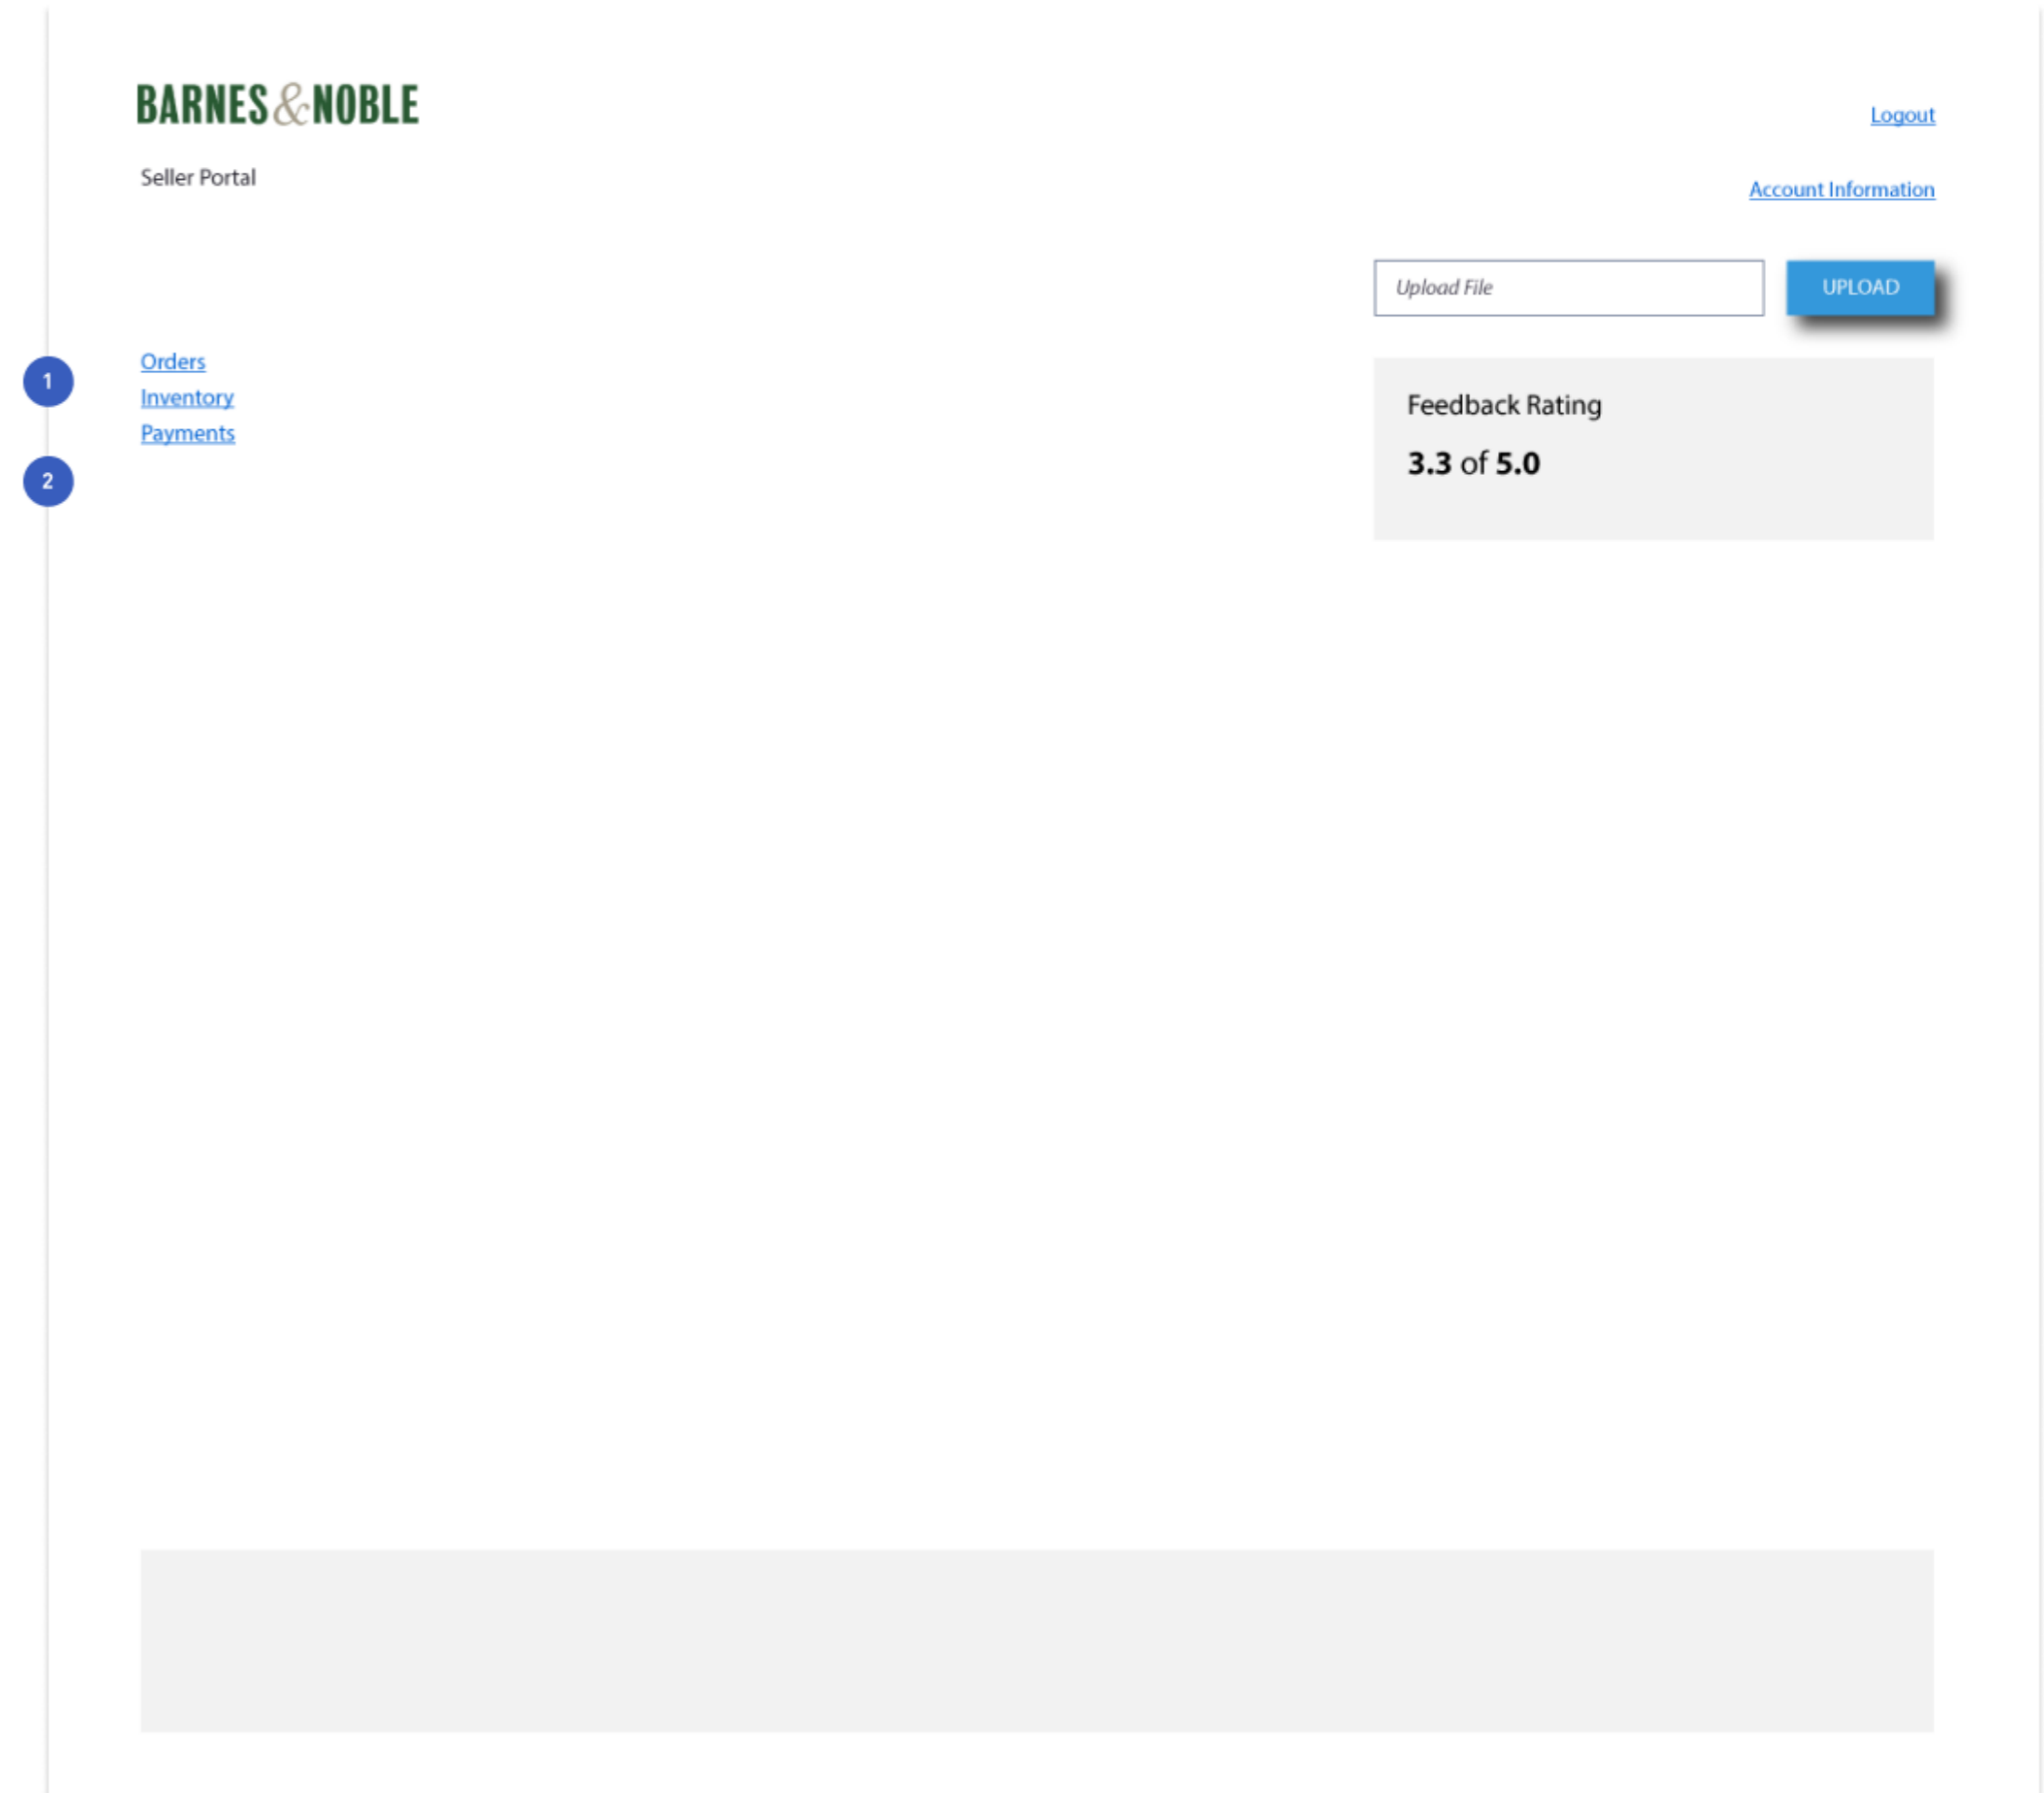 BARNES&NOBLE
Logout
Seller Portal
Account Information
Upload File
UPLOAD
1
Orders
Inventory
Payments
2
Feedback Rating
3.3 of 5.0